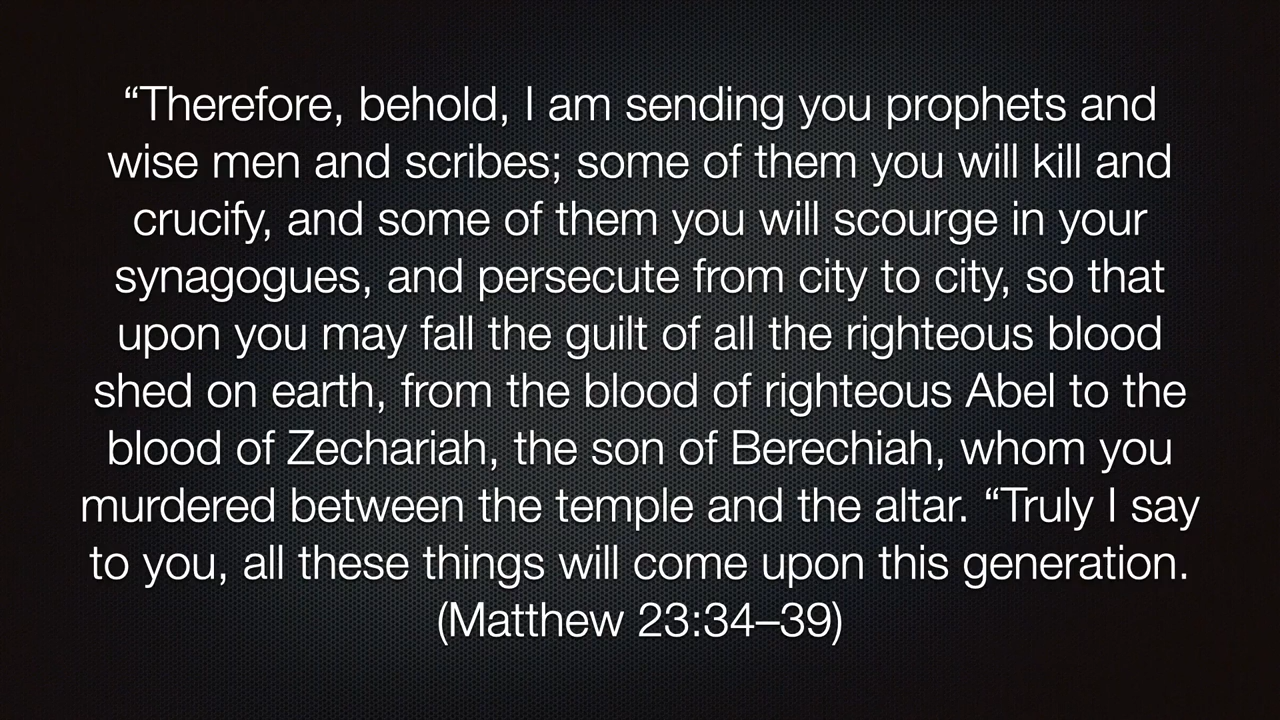 “Therefore, behold, I am sending you prophets and
wise men and scribes; some of them you will kill and
crucify, and some of them you will scourge in your
synagogues, and persecute from city to city, so that
upon you may fall the guilt of all the righteous blood
shed on earth, from the blood of righteous Abel to the
blood of Zechariah, the son of Berechiah, whom you
murdered between the temple and the altar. “Truly I say
to you, all these things will come upon this generation.
(Matthew 23:34–39)